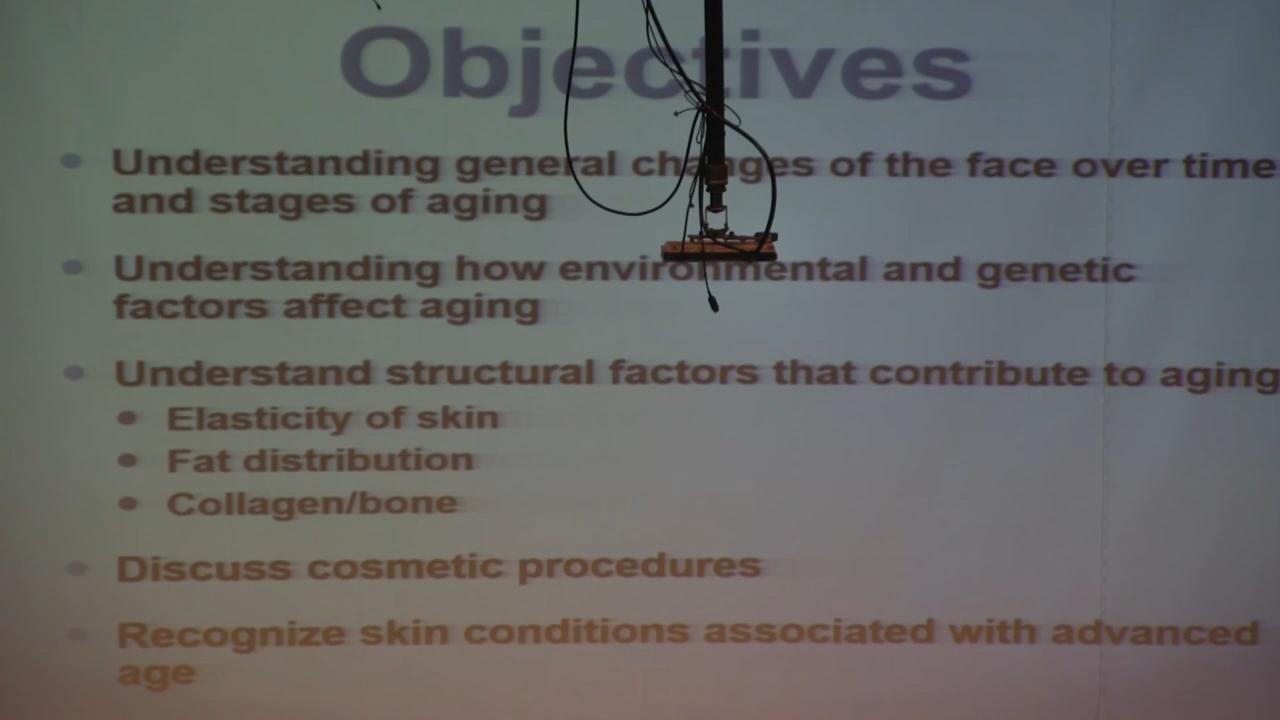 Objectives
• Understanding general changes of the face over time
and stages of aging
• Understanding how environmental and genetic
factors affect aging
• Understand structural factors that contribute to aging
• Elasticity of skin
• Fat distribution
• Collagen/bone
• Discuss cosmetic procedures
• Recognize skin conditions associated with advanced
age